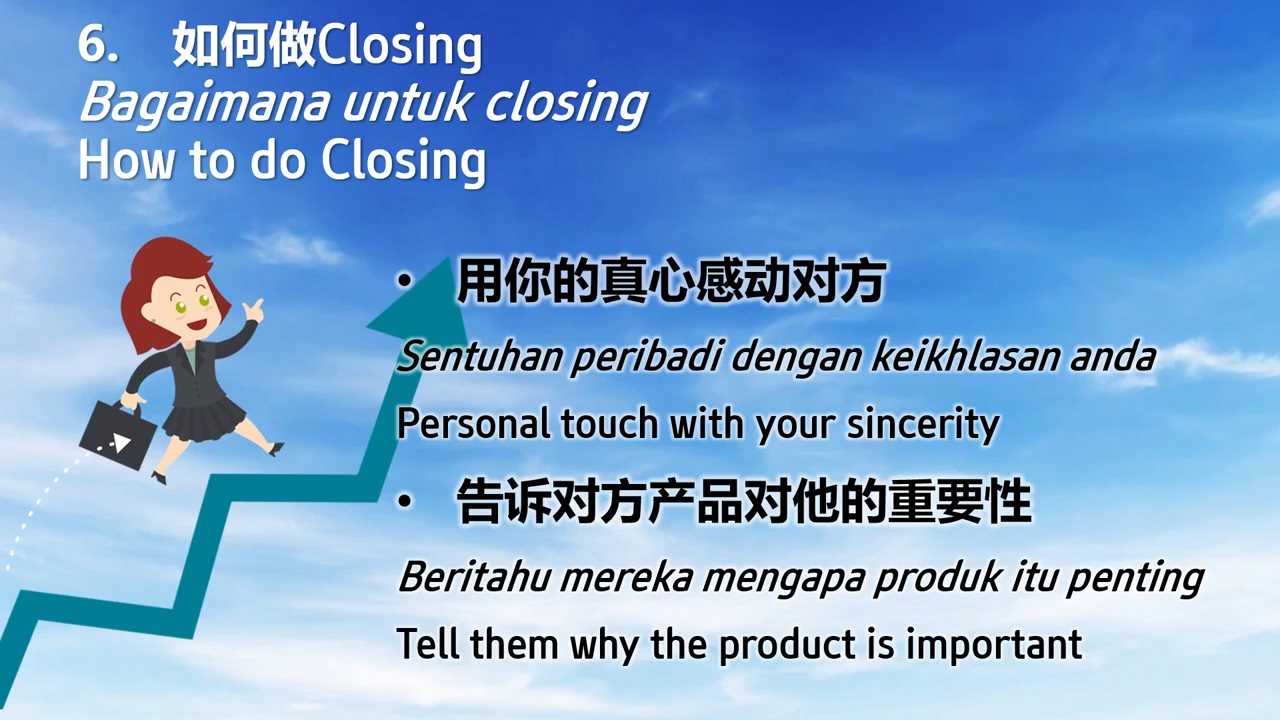 6. 如何做Closing
Bagaimana untuk closing
How to do Closing
• 用你的真心感动对方
Sentuhan peribadi dengan keikhlasan anda
Personal touch with your sincerity
• 告诉对方产品对他的重要性
Beritahu mereka mengapa produk itu penting
Tell them why the product is important